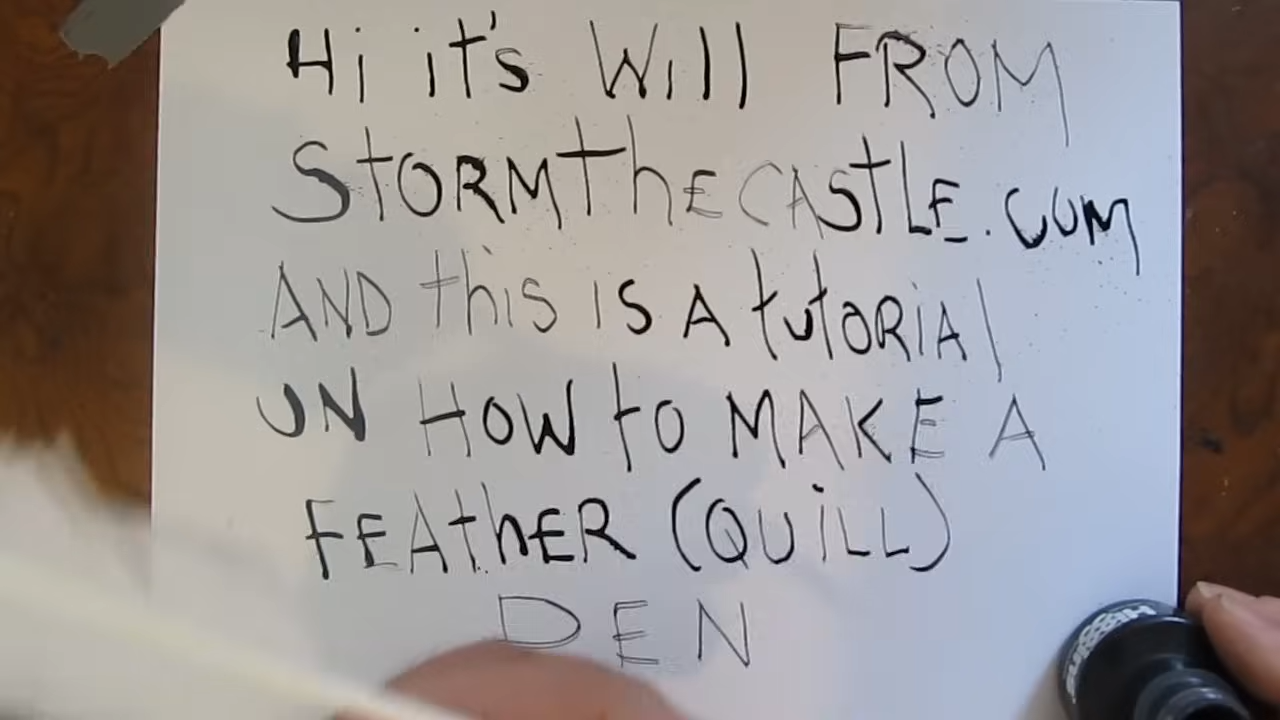 Hi it's Will FROM
StORMtheCAStLE.COM
AND this is A tutORiAl
ON HOW to MAKE A
FEAthER (QUiLL)
PEN